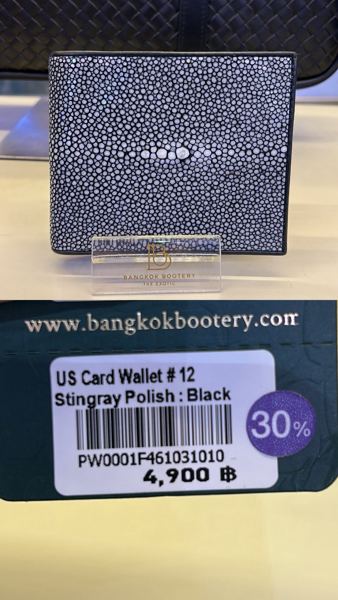 B
BANGKOK BOOTERY
THE EXOTIC
www.bangkokbootery.com
US Card Wallet # 12
Stingray Polish : Black
30%
PW0001F461031010
4,900 ฿